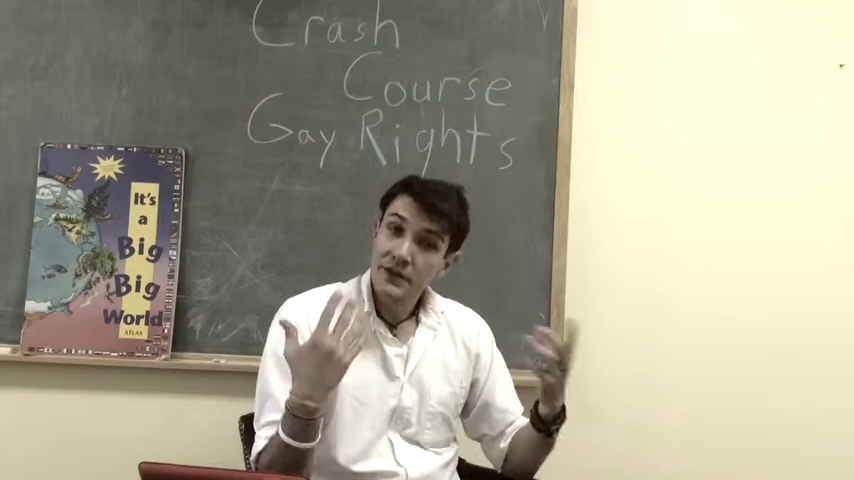 Crash
Course
Gay Rights
It's
a
Big
Big
World
ATLAS